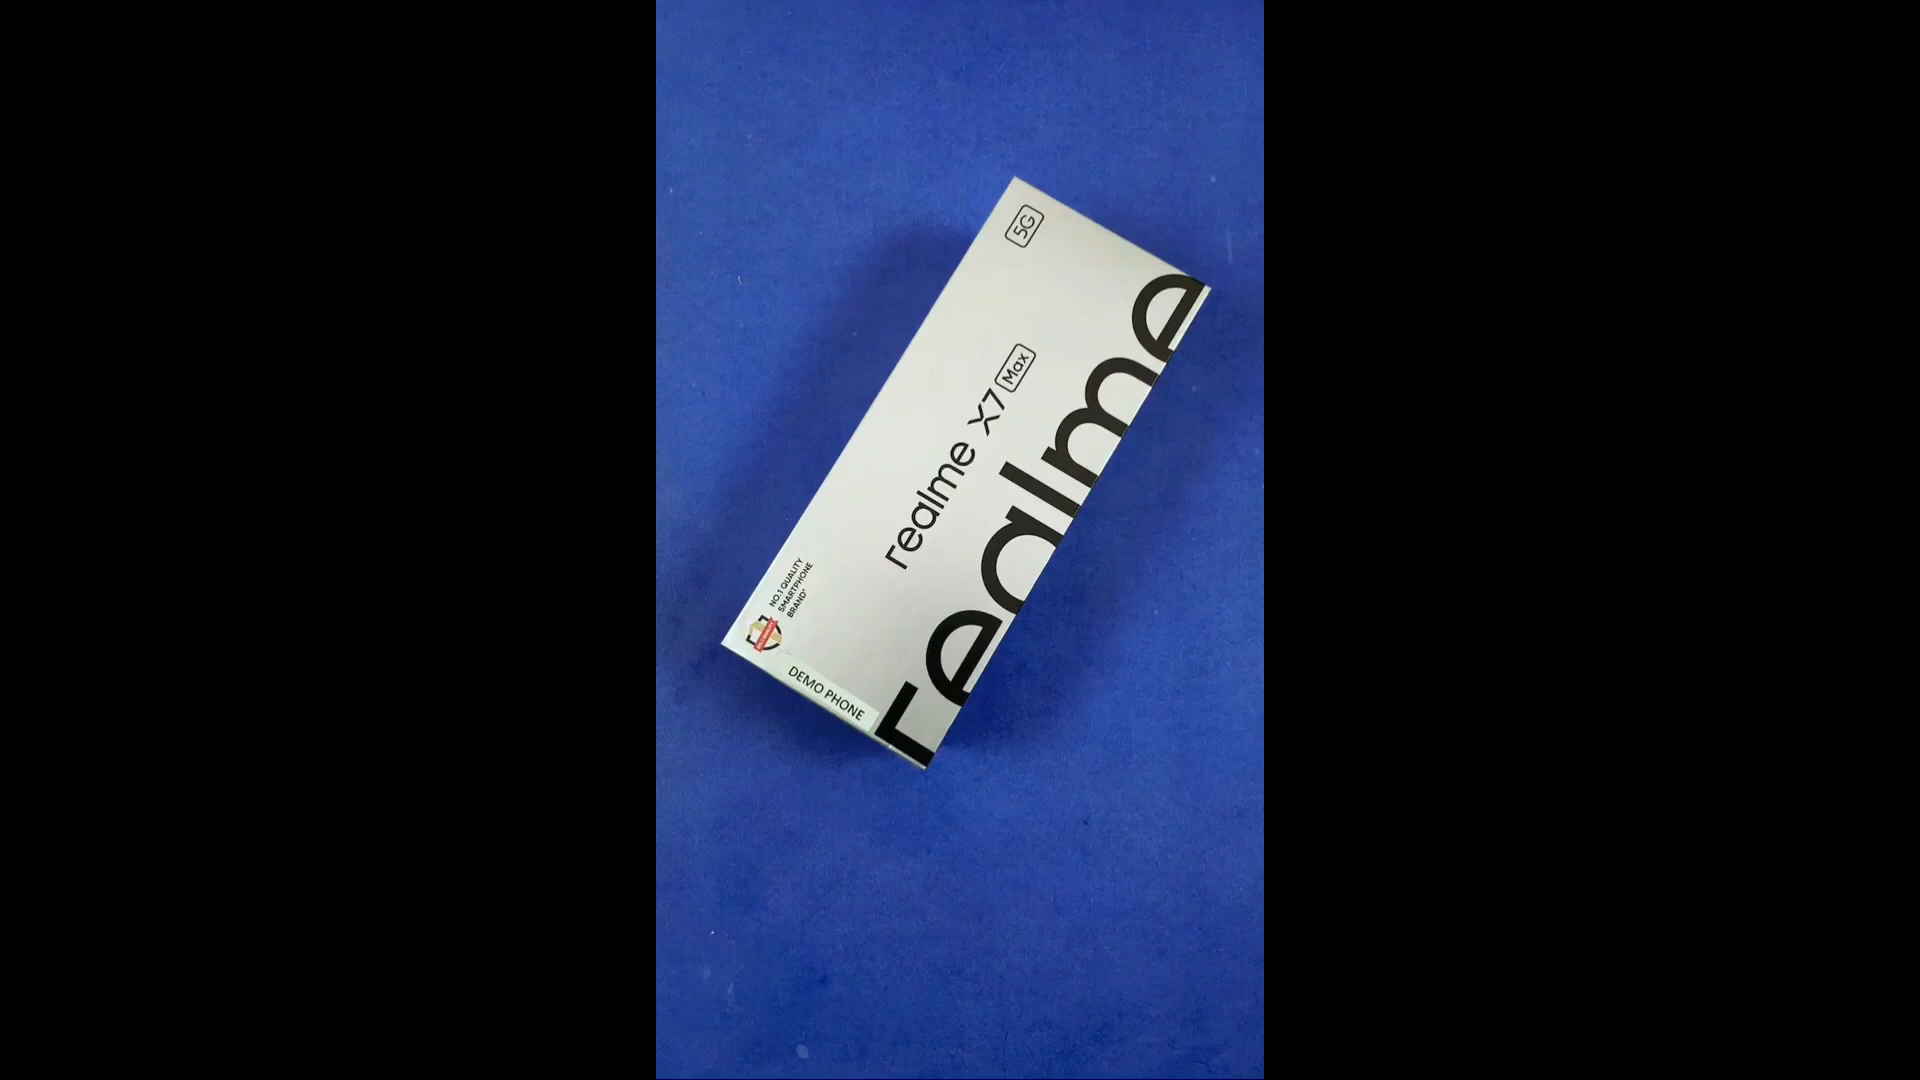 5G
realme X7 Max
realme
NO.1 QUALITY
SMARTPHONE
BRAND*
DEMO PHONE